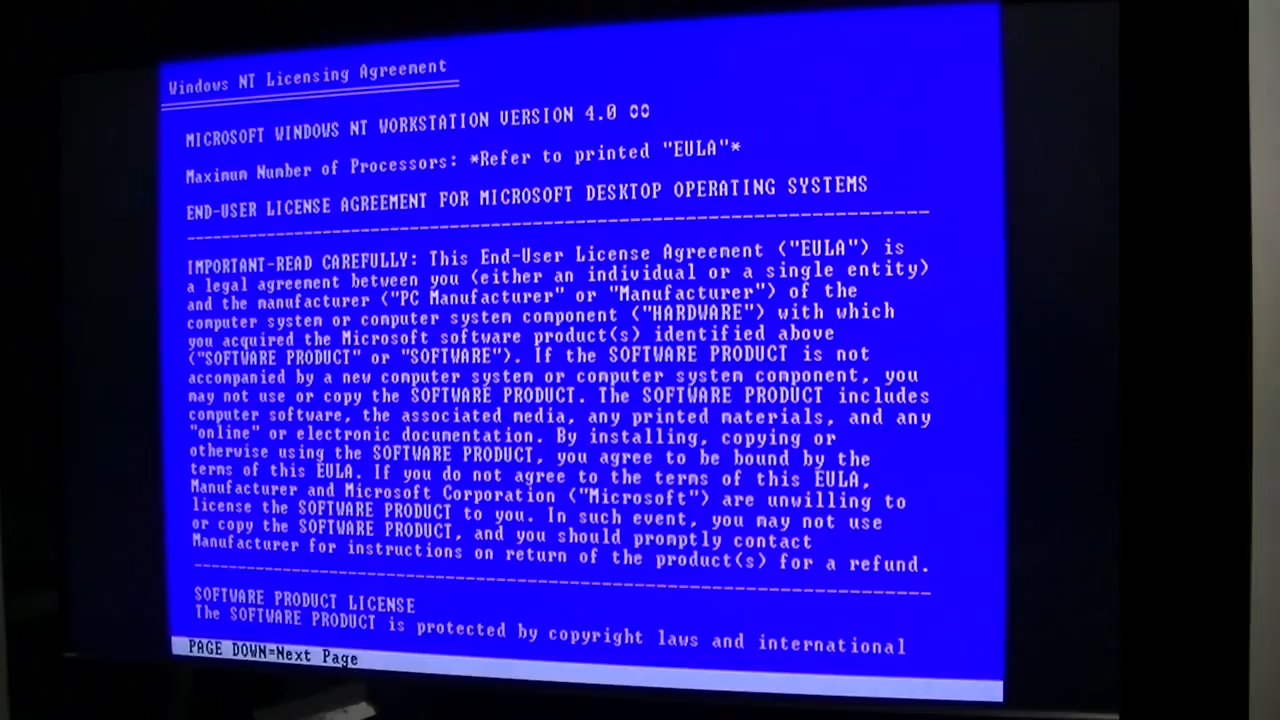 Windows NT Licensing Agreement
MICROSOFT WINDOWS NT WORKSTATION VERSION 4.0
Maximum Number of Processors: *Refer to printed "EULA"*
END-USER LICENSE AGREEMENT FOR MICROSOFT DESKTOP OPERATING SYSTEMS
IMPORTANT-READ CAREFULLY: This End-User License Agreement ("EULA") is
a legal agreement between you (either an individual or a single entity)
and the manufacturer ("PC Manufacturer" or "Manufacturer") of the
computer system or computer system component ("HARDWARE") with which
you acquired the Microsoft software product(s) identified above
("SOFTWARE PRODUCT" or "SOFTWARE"). If the SOFTWARE PRODUCT is not
accompanied by a new computer system or computer system component, you
may not use or copy the SOFTWARE PRODUCT. The SOFTWARE PRODUCT includes
computer software, the associated media, any printed materials, and any
"online" or electronic documentation. By installing, copying or
otherwise using the SOFTWARE PRODUCT, you agree to be bound by the
terms of this EULA. If you do not agree to the terms of this EULA,
Manufacturer and Microsoft Corporation ("Microsoft") are unwilling to
license the SOFTWARE PRODUCT to you. In such event, you may not use
or copy the SOFTWARE PRODUCT, and you should promptly contact
Manufacturer for instructions on return of the product(s) for a refund.
SOFTWARE PRODUCT LICENSE
The SOFTWARE PRODUCT is protected by copyright laws and international
PAGE DOWN=Next Page